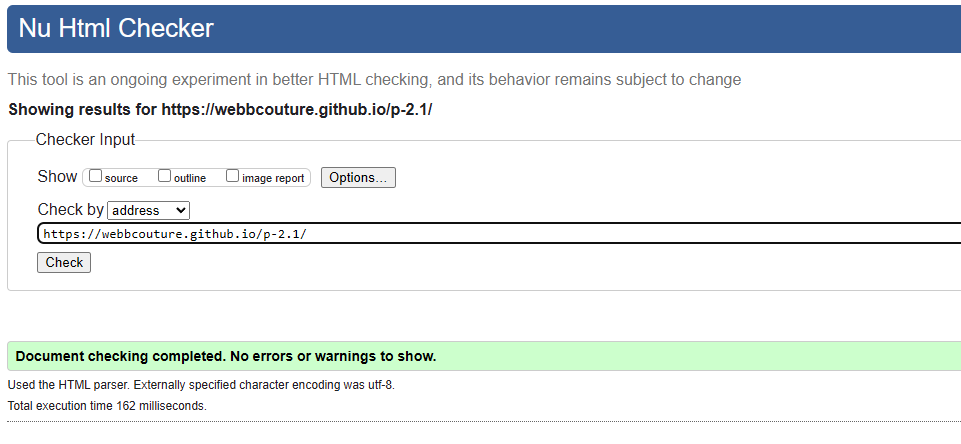 Nu Html Checker
This tool is an ongoing experiment in better HTML checking, and its behavior remains subject to change
Showing results for https://webbcouture.github.io/p-2.1/
Checker Input
Show source outline image report Options...
Check by address
https://webbcouture.github.io/p-2.1/
Check
Document checking completed. No errors or warnings to show.
Used the HTML parser. Externally specified character encoding was utf-8.
Total execution time 162 milliseconds.